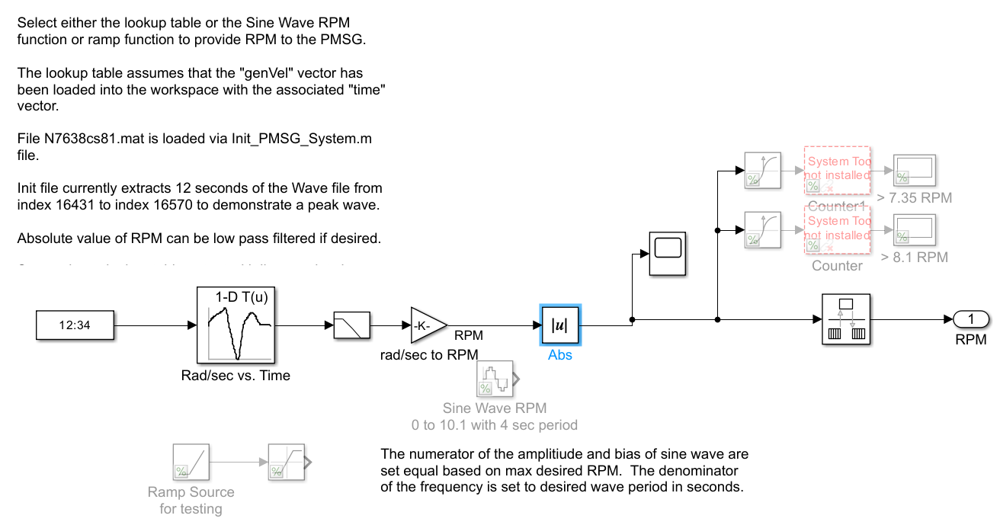 Select either the lookup table or the Sine Wave RPM
function or ramp function to provide RPM to the PMSG.
The lookup table assumes that the "genVel" vector has
been loaded into the workspace with the associated "time"
vector.
File N7638cs81.mat is loaded via Init_PMSG_System.m
file.
Init file currently extracts 12 seconds of the Wave file from
index 16431 to index 16570 to demonstrate a peak wave.
Absolute value of RPM can be low pass filtered if desired.
System Too
not installed
%
%
%
Counter1
> 7.35 RPM
System Too
not installed
%
%
%
Counter
> 8.1 RPM
12:34
1-D T(u)
Rad/sec vs. Time
-K-
RPM
rad/sec to RPM
|u|
Abs
1
RPM
%
Sine Wave RPM
0 to 10.1 with 4 sec period
%
%
Ramp Source
for testing
The numerator of the amplitiude and bias of sine wave are
set equal based on max desired RPM.  The denominator
of the frequency is set to desired wave period in seconds.